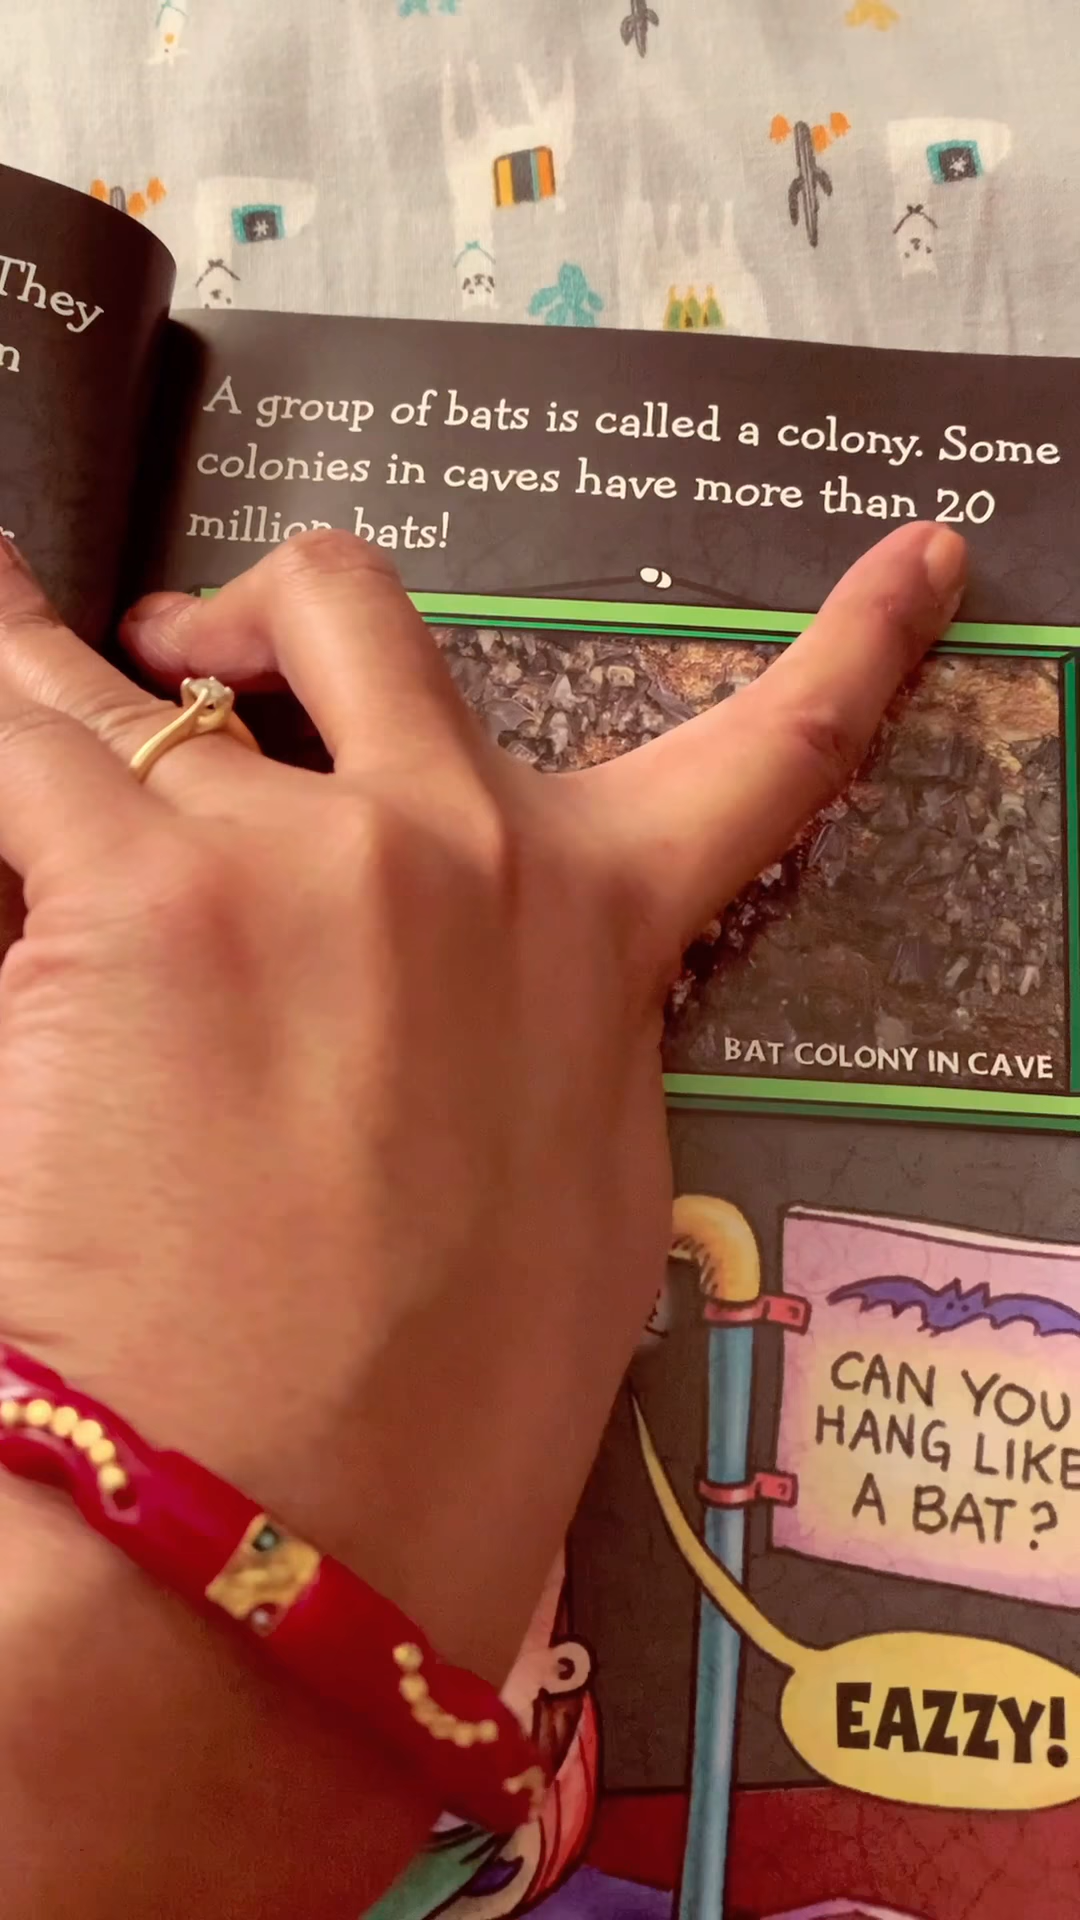 They
n
A group of bats is called a colony. Some
colonies in caves have more than 20
million bats!
BAT COLONY IN CAVE
CAN YOU
HANG LIKE
A BAT?
EAZZY!